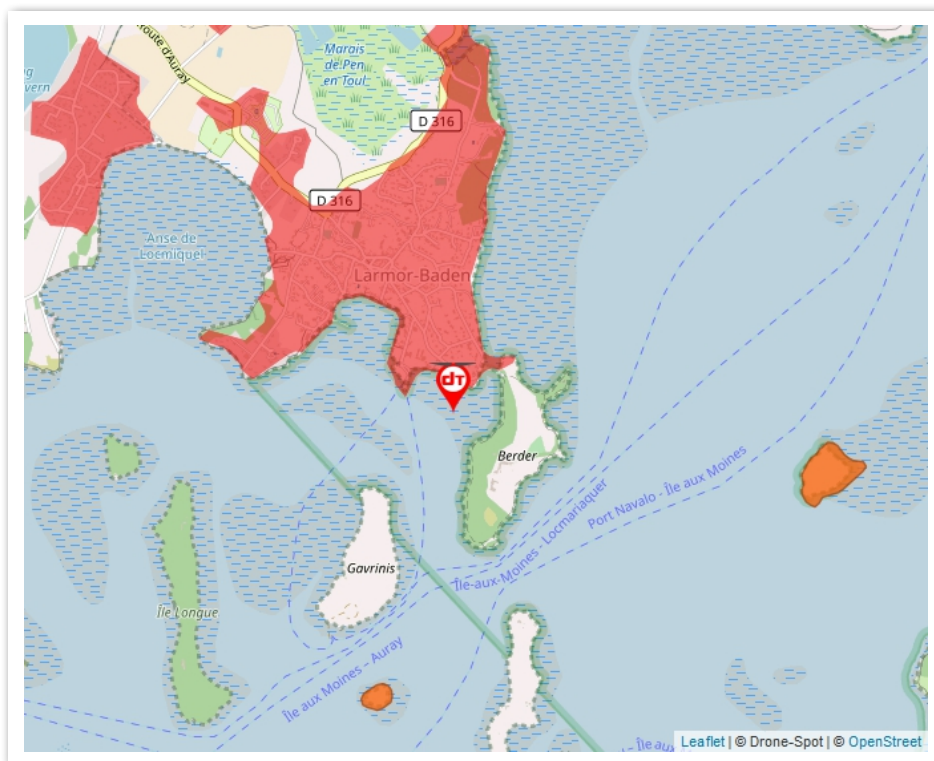 route d'Auray
Marais
de Pen
en Toul
vern
D 316
D 316
Anse de
Locmiquel
Larmor-Baden
dT
Berder
Port Navalo - Île aux Moines
Île-aux-Moines - Locmariaquer
Gavrinis
Île Longue
Île aux Moines - Auray
Leaflet | © Drone-Spot | © OpenStreet